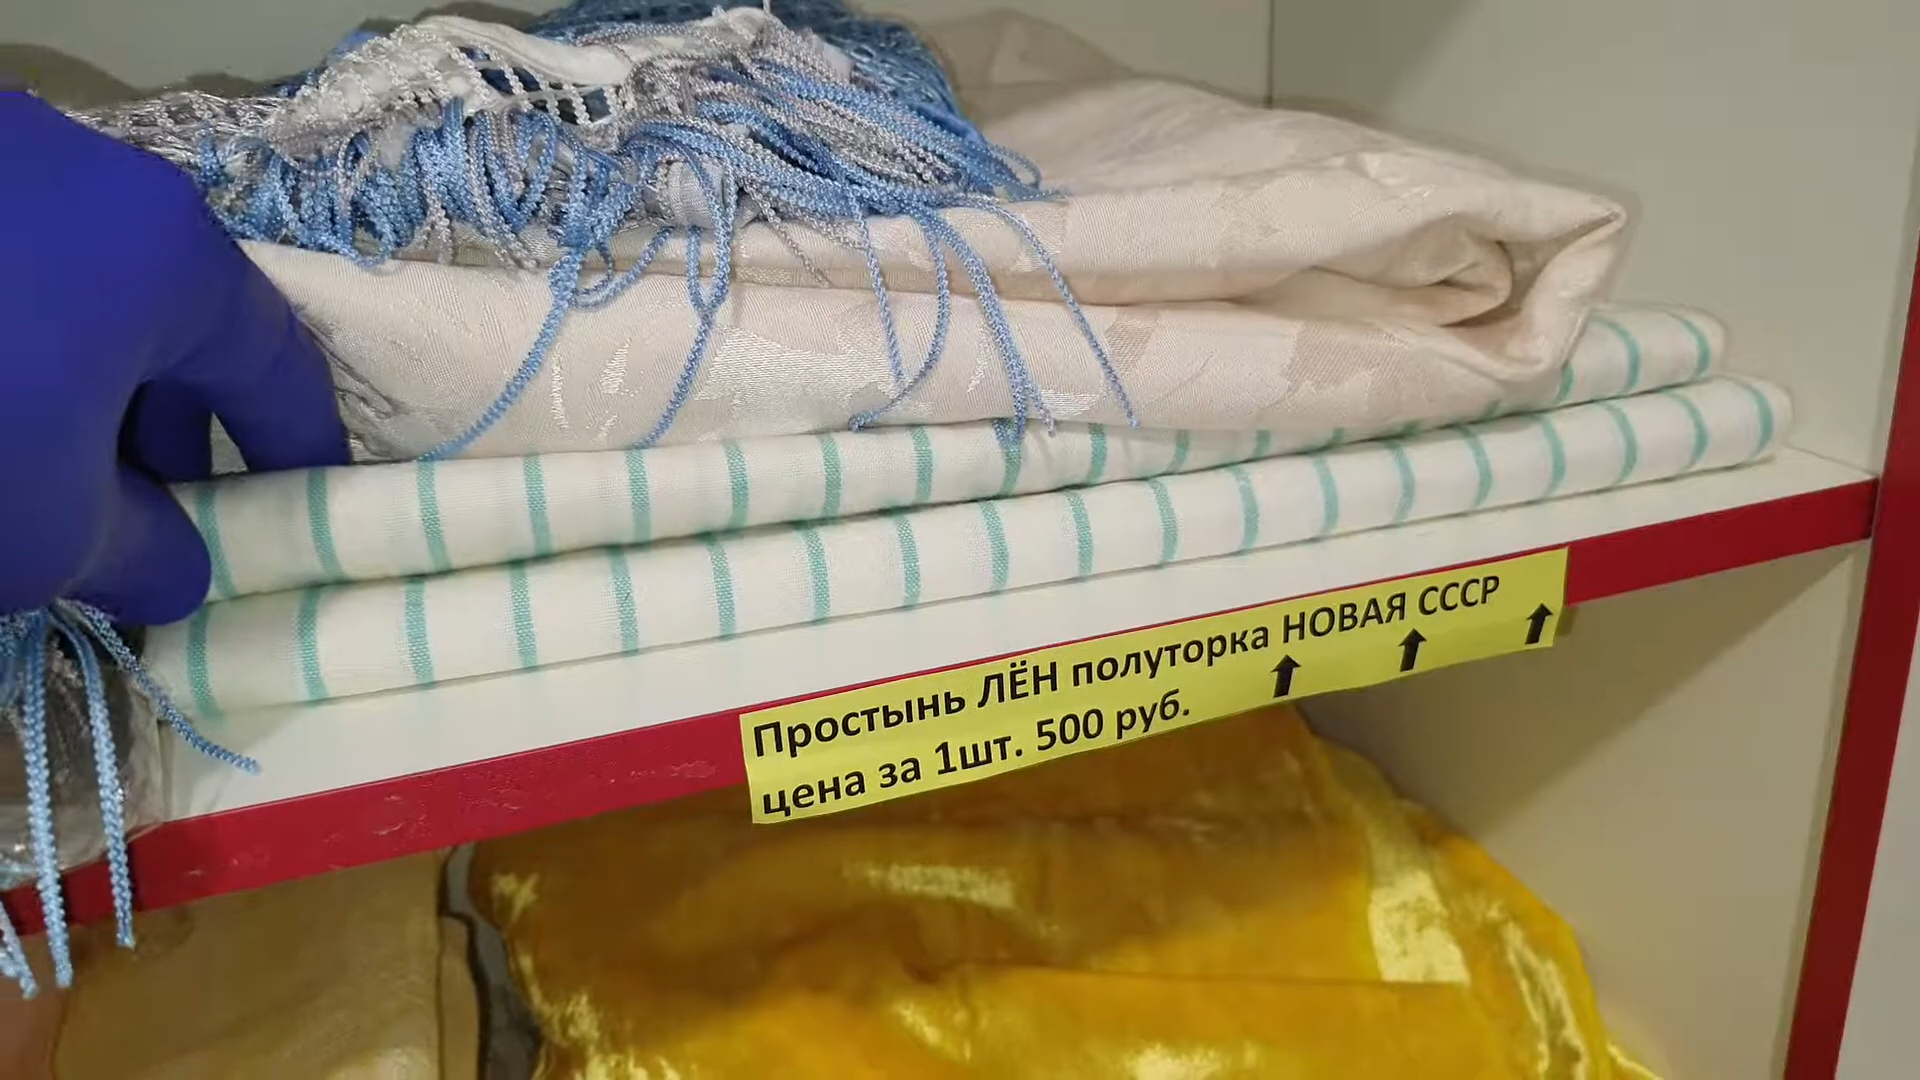 Простынь ЛЁН полуторка НОВАЯ СССР
цена за 1шт. 500 руб.